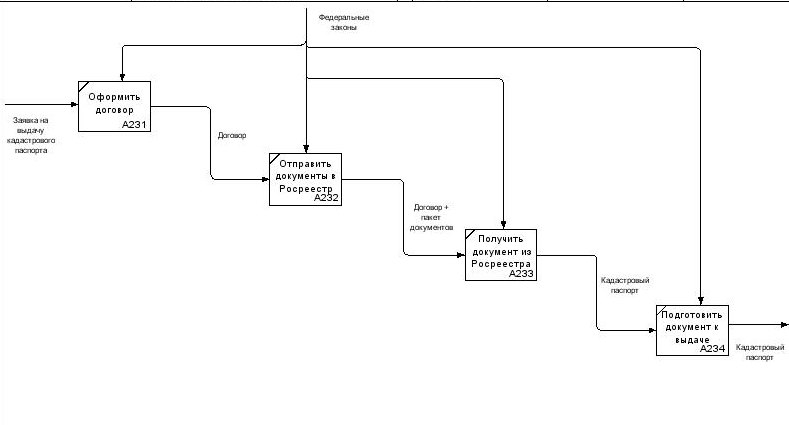 Федеральные
законы
Оформить
договор
A231
Заявка на
выдачу
кадастрового
паспорта
Договор
Отправить
документы в
Росреестр
A232
Договор +
пакет
документов
Получить
документ из
Росреестра
A233
Кадастровый
паспорт
Подготовить
документ к
выдаче
A234
Кадастровый
паспорт